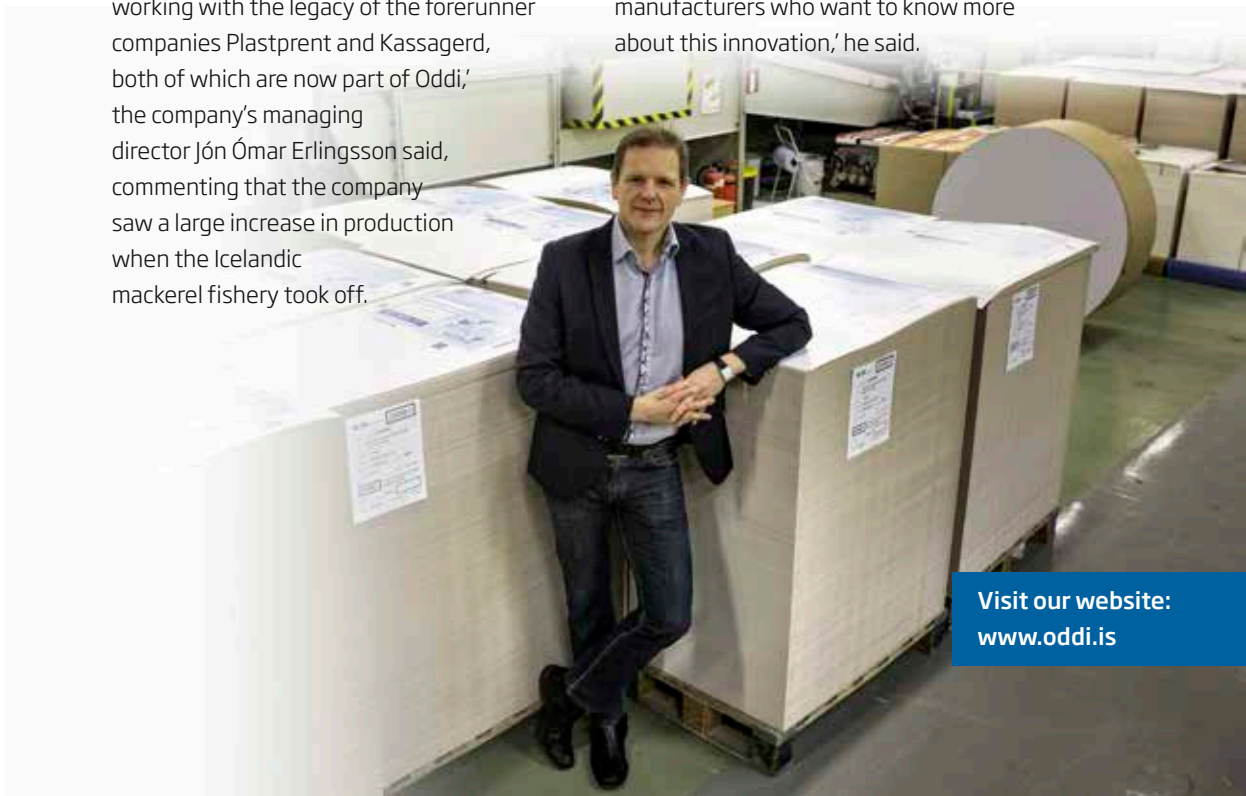 working with the legacy of the forerunner
companies Plastprent and Kassagerd,
both of which are now part of Oddi,'
the company's managing
director Jón Ómar Erlingsson said,
commenting that the company
saw a large increase in production
when the Icelandic
mackerel fishery took off.
manufacturers who want to know more
about this innovation,' he said.
Visit our website:
www.oddi.is